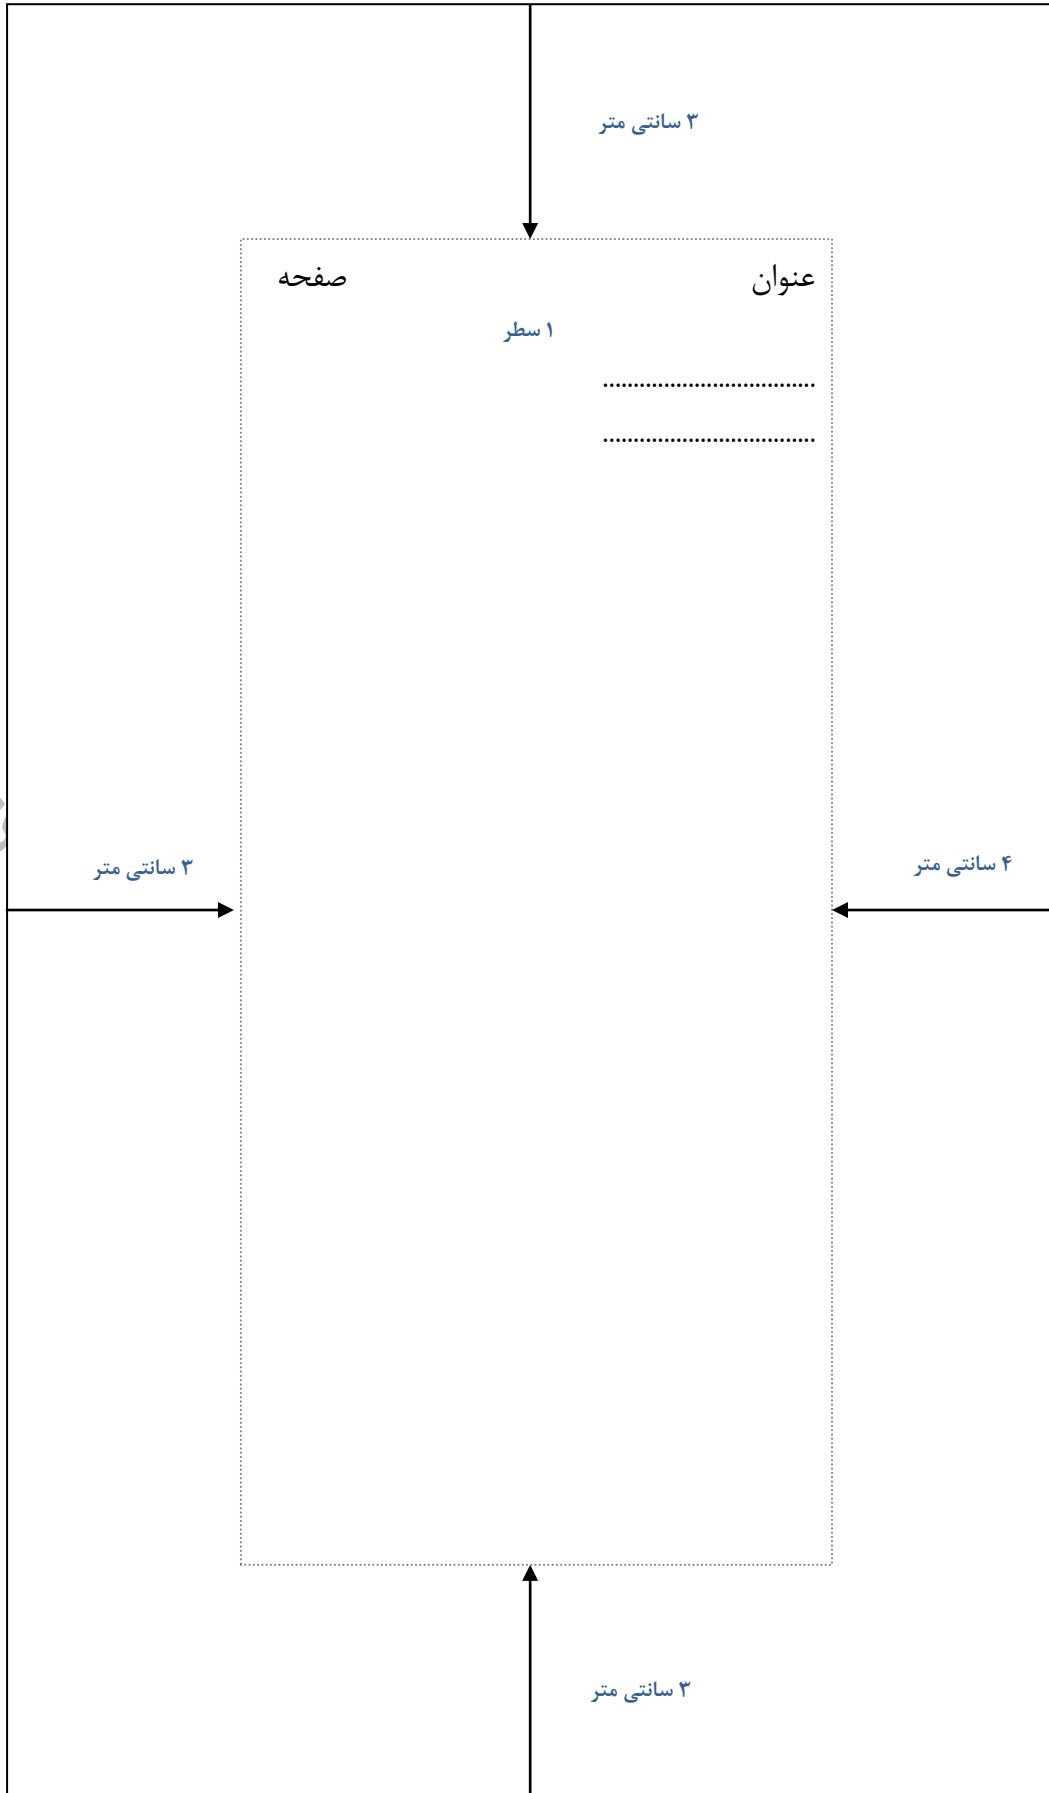 ۳ سانتی متر
عنوان صفحه
۱ سطر
...................................
...................................
۴ سانتی متر
۳ سانتی متر
۳ سانتی متر